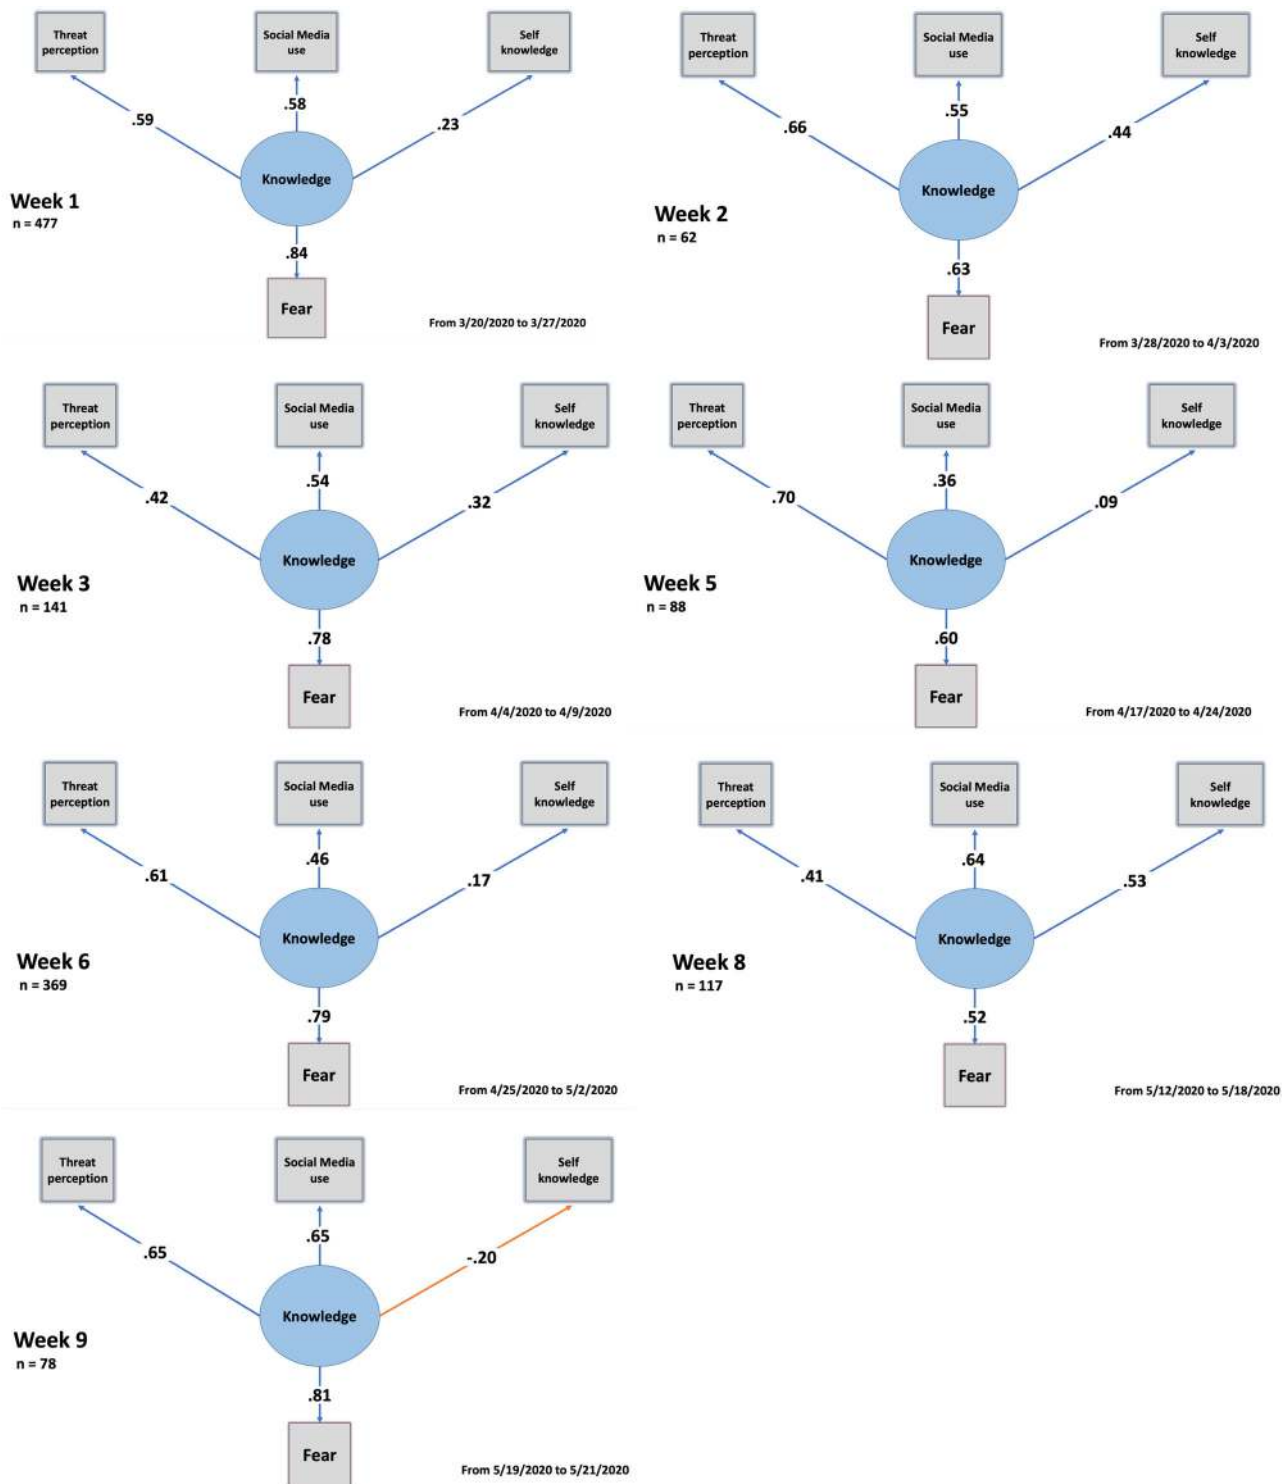 Threat
perception
Social Media
use
Self
knowledge
.59
.58
.23
Knowledge
Week 1
n = 477
.84
Fear
From 3/20/2020 to 3/27/2020
Threat
perception
Social Media
use
Self
knowledge
.66
.55
.44
Knowledge
Week 2
n = 62
.63
Fear
From 3/28/2020 to 4/3/2020
Threat
perception
Social Media
use
Self
knowledge
.42
.54
.32
Knowledge
Week 3
n = 141
.78
Fear
From 4/4/2020 to 4/9/2020
Threat
perception
Social Media
use
Self
knowledge
.70
.36
.09
Knowledge
Week 5
n = 88
.60
Fear
From 4/17/2020 to 4/24/2020
Threat
perception
Social Media
use
Self
knowledge
.61
.46
.17
Knowledge
Week 6
n = 369
.79
Fear
From 4/25/2020 to 5/2/2020
Threat
perception
Social Media
use
Self
knowledge
.41
.64
.53
Knowledge
Week 8
n = 117
.52
Fear
From 5/12/2020 to 5/18/2020
Threat
perception
Social Media
use
Self
knowledge
.65
.65
-.20
Knowledge
Week 9
n = 78
.81
Fear
From 5/19/2020 to 5/21/2020